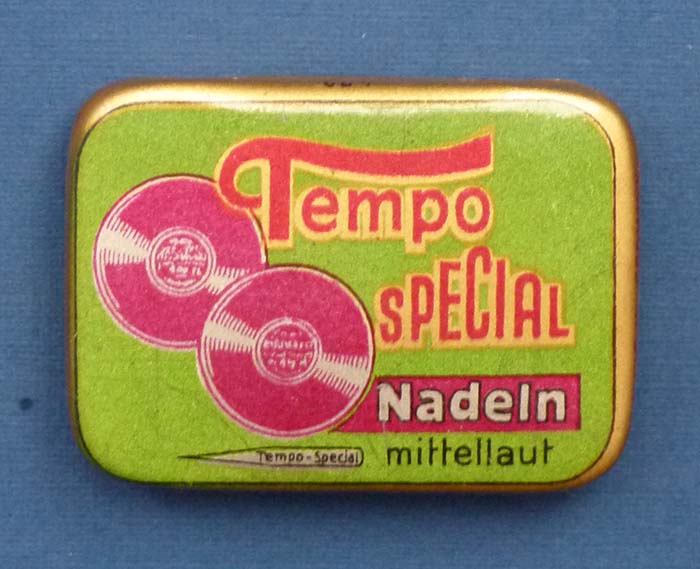 Tempo
SPECIAL
Nadeln
mittellaut
Tempo-Special